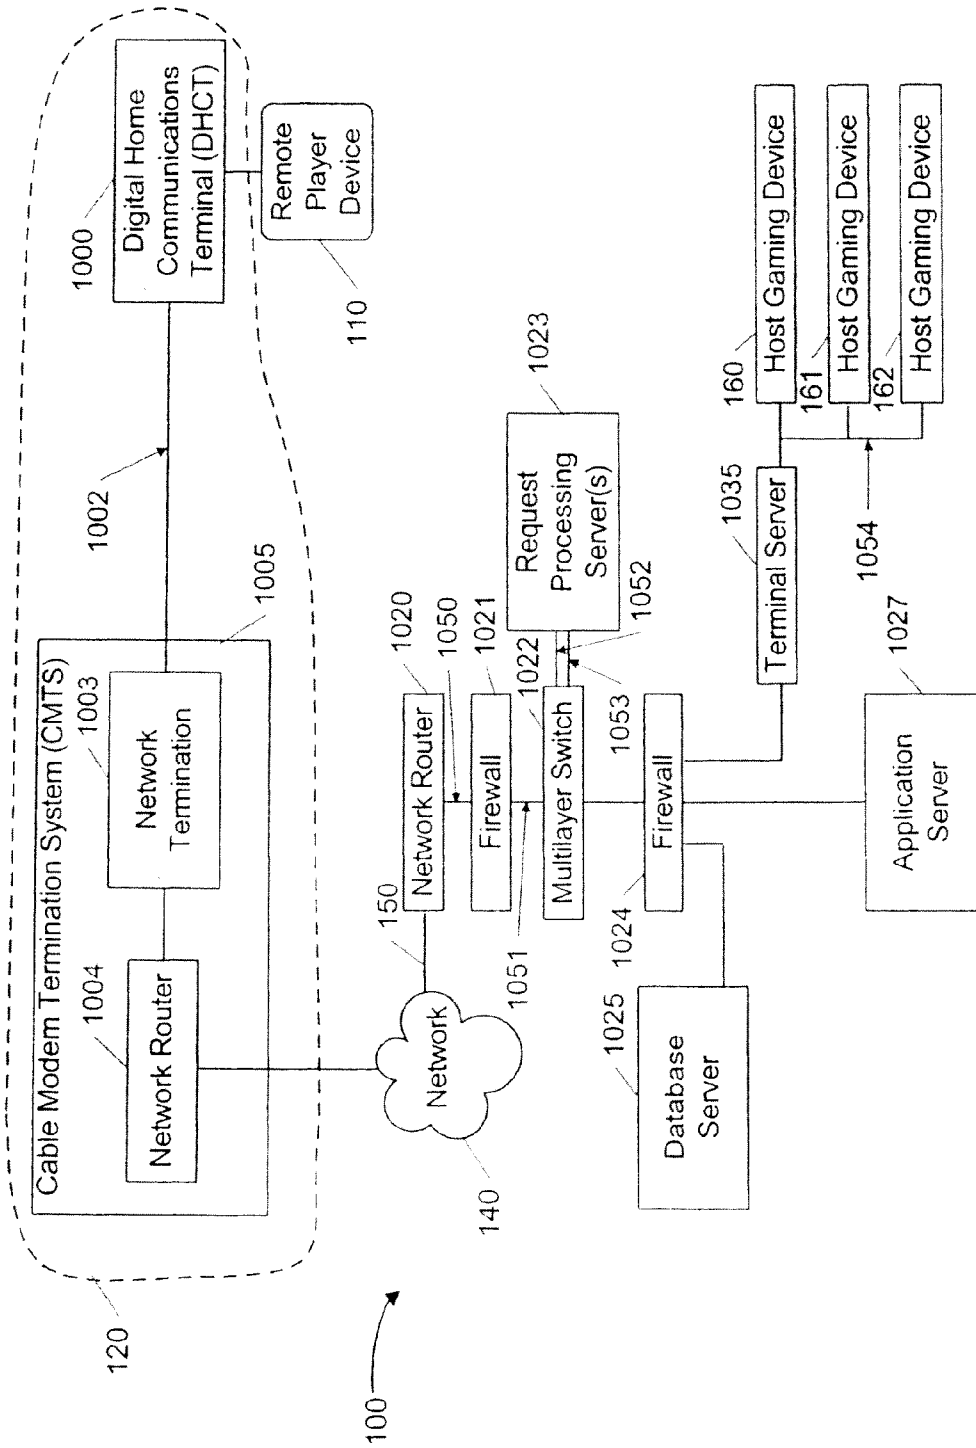 120
Cable Modem Termination System (CMTS)
1004
Network Router
1003
Network
Termination
1005
1002
1000
Digital Home
Communications
Terminal (DHCT)
Remote
Player
Device
110
100
140
Network
150
Network Router
1020
1050
Firewall
1021
1051
Multilayer Switch
1022
1052
1053
Request
Processing
Server(s)
1023
Firewall
1024
1025
Database
Server
Application
Server
1027
Terminal Server
1035
1054
160
Host Gaming Device
161
Host Gaming Device
162
Host Gaming Device